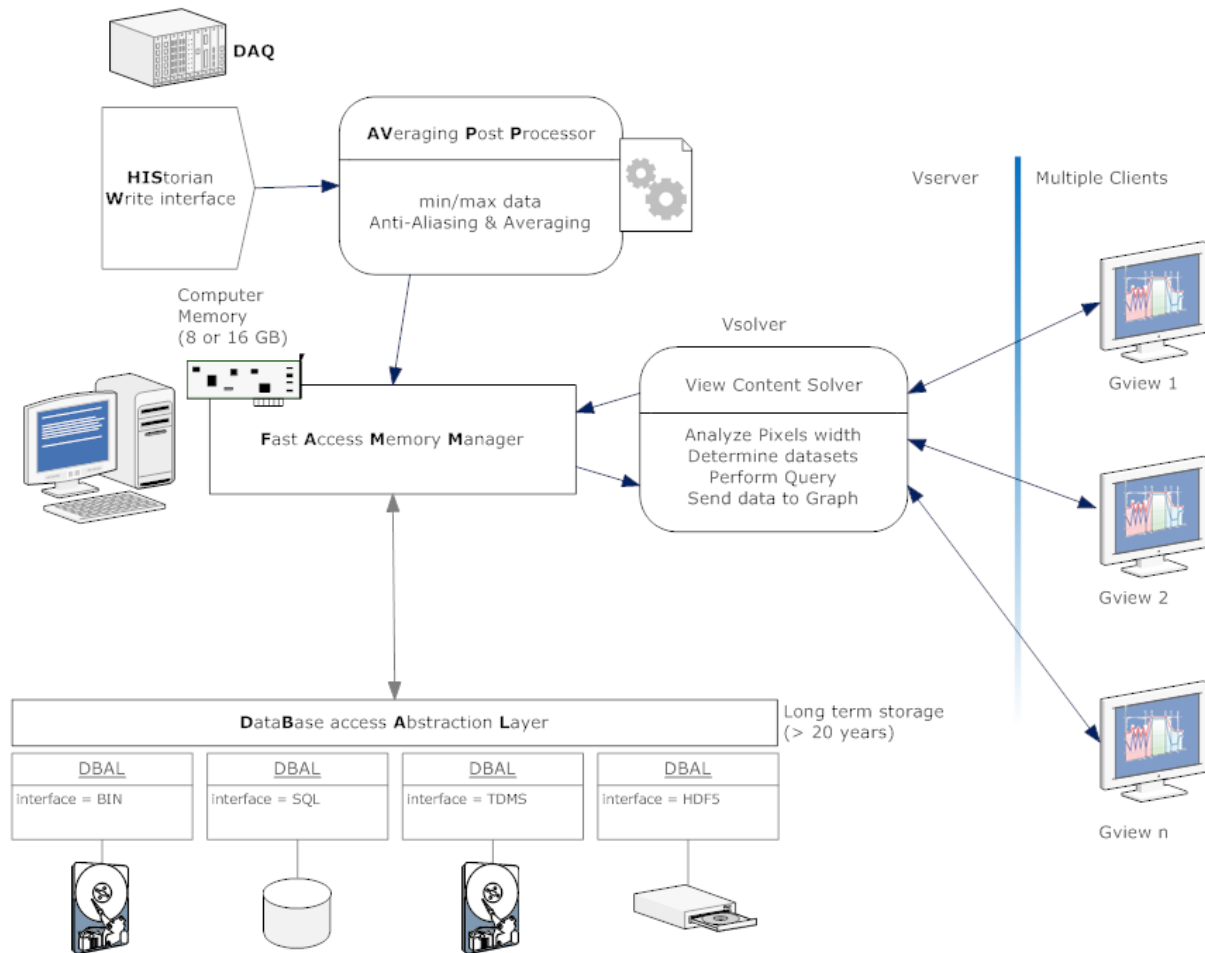 DAQ
HIStorian
Write interface
AVeraging Post Processor
min/max data
Anti-Aliasing & Averaging
Vserver
Multiple Clients
Computer
Memory
(8 or 16 GB)
Fast Access Memory Manager
Vsolver
View Content Solver
Analyze Pixels width
Determine datasets
Perform Query
Send data to Graph
Gview 1
Gview 2
Gview n
DataBase access Abstraction Layer
Long term storage
(> 20 years)
DBAL
interface = BIN
DBAL
interface = SQL
DBAL
interface = TDMS
DBAL
interface = HDF5